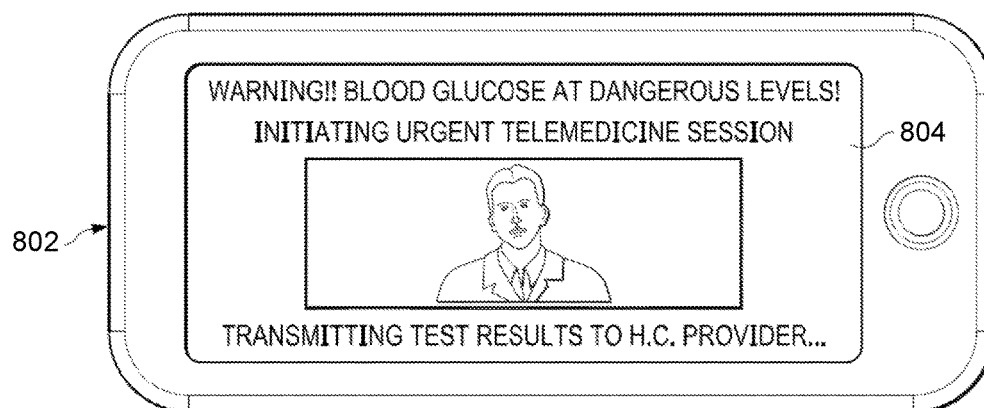 WARNING!! BLOOD GLUCOSE AT DANGEROUS LEVELS!
INITIATING URGENT TELEMEDICINE SESSION
804
802
TRANSMITTING TEST RESULTS TO H.C. PROVIDER...